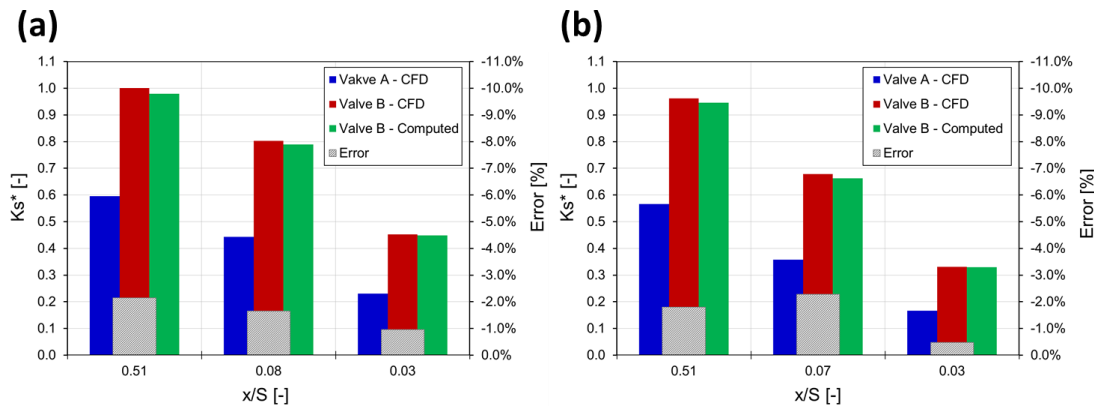 (a)
1.1
1.0
0.9
0.8
0.7
0.6
0.5
0.4
0.3
0.2
0.1
0.0
Ks* [-]
Vakve A - CFD
Valve B - CFD
Valve B - Computed
Error
-11.0%
-10.0%
-9.0%
-8.0%
-7.0%
-6.0%
-5.0%
-4.0%
-3.0%
-2.0%
-1.0%
0.0%
Error [%]
0.51 0.08 0.03
x/S [-]
(b)
1.1
1.0
0.9
0.8
0.7
0.6
0.5
0.4
0.3
0.2
0.1
0.0
Ks* [-]
Valve A - CFD
Valve B - CFD
Valve B - Computed
Error
-11.0%
-10.0%
-9.0%
-8.0%
-7.0%
-6.0%
-5.0%
-4.0%
-3.0%
-2.0%
-1.0%
0.0%
Error [%]
0.51 0.07 0.03
x/S [-]